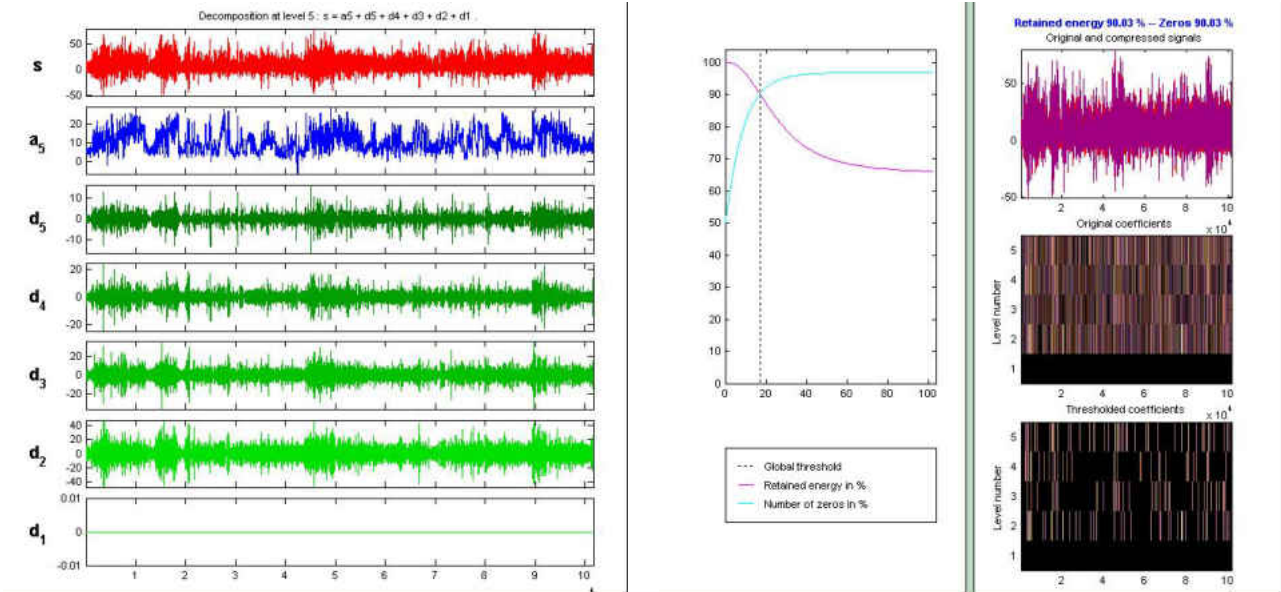 Decomposition at level 5 : s = a5 + d5 + d4 + d3 + d2 + d1 .
s
50
0
-50
a5
20
10
0
d5
10
0
-10
d4
20
0
-20
d3
20
0
-20
d2
40
20
0
-20
-40
d1
0.01
0
-0.01
1 2 3 4 5 6 7 8 9 10
100
90
80
70
60
50
40
30
20
10
0
0 20 40 60 80 100
Global threshold
Retained energy in %
Number of zeros in %
Retained energy 90.03 % -- Zeros 90.03 %
Original and compressed signals
50
0
-50
2 4 6 8 10
x 10^4
Original coefficients
Level number
5
4
3
2
1
2 4 6 8 10
x 10^4
Thresholded coefficients
Level number
5
4
3
2
1
2 4 6 8 10